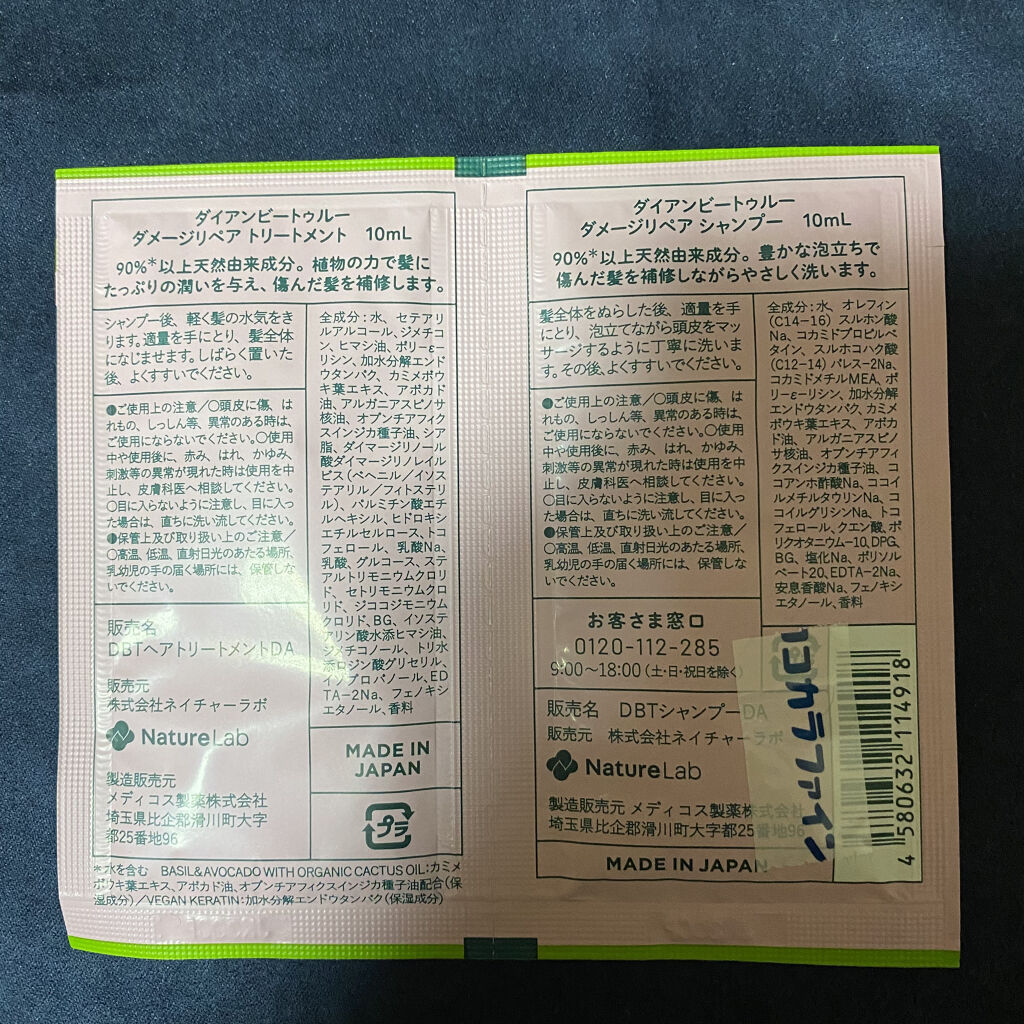 ダイアンビートゥルー
ダメージリペア トリートメント 10mL
90%*以上天然由来成分。植物の力で髪に
たっぷりの潤いを与え、傷んだ髪を補修します。
シャンプー後、軽く髪の水気をき
ります。適量を手にとり、髪全体
になじませます。しばらく置いた
後、よくすすいでください。
●ご使用上の注意/○頭皮に傷、は
れもの、しっしん等、異常のある時は、
ご使用にならないでください。○使用
中や使用後に、赤み、はれ、かゆみ、
刺激等の異常が現れた時は使用を中
止し、皮膚科医へ相談してください。
○目に入らないように注意し、目に入っ
た場合は、直ちに洗い流してください。
●保管上及び取り扱い上のご注意/
○高温、低温、直射日光のあたる場所、
乳幼児の手の届く場所には、保管しな
いでください。
販売名
DBTヘアトリートメントDA
販売元
株式会社ネイチャーラボ
NatureLab
製造販売元
メディコス製薬株式会社
埼玉県比企郡滑川町大字
都25番地96
全成分:水、セテアリ
ルアルコール、ジメチコ
ン、ヒマシ油、ポリ-ε-
リシン、加水分解エンド
ウタンパク、カミメボウ
キ葉エキス、アボカド
油、アルガニアスピノサ
核油、オプンチアフィク
スインジカ種子油、シア
脂、ダイマージリノール
酸ダイマージリノレイル
ビス(ベヘニル/イソス
テアリル/フィトステリ
ル)、パルミチン酸エチ
ルヘキシル、ヒドロキシ
エチルセルロース、トコ
フェロール、乳酸Na、
乳酸、グルコース、ステ
アルトリモニウムクロリ
ド、セトリモニウムクロ
リド、ジココジモニウム
クロリド、BG、イソステ
アリン酸水添ヒマシ油、
ジメチコノール、トリ水
添ロジン酸グリセリル、
イソプロパノール、ED
TA-2Na、フェノキシ
エタノール、香料
MADE IN
JAPAN
プラ
*水を含む BASIL&AVOCADO WITH ORGANIC CACTUS OIL:カミメ
ボウキ葉エキス、アボカド油、オプンチアフィクスインジカ種子油配合(保
湿成分)/VEGAN KERATIN:加水分解エンドウタンパク(保湿成分)
ダイアンビートゥルー
ダメージリペア シャンプー 10mL
90%*以上天然由来成分。豊かな泡立ちで
傷んだ髪を補修しながらやさしく洗います。
髪全体をぬらした後、適量を手
にとり、泡立てながら頭皮をマッ
サージするように丁寧に洗いま
す。その後、よくすすいでください。
●ご使用上の注意/○頭皮に傷、は
れもの、しっしん等、異常のある時は、
ご使用にならないでください。○使用
中や使用後に、赤み、はれ、かゆみ、
刺激等の異常が現れた時は使用を中
止し、皮膚科医へ相談してください。
○目に入らないように注意し、目に入っ
た場合は、直ちに洗い流してください。
●保管上及び取り扱い上のご注意/
○高温、低温、直射日光のあたる場所、
乳幼児の手の届く場所には、保管しな
いでください。
全成分:水、オレフィン
(C14-16)スルホン酸
Na、コカミドプロピルベ
タイン、スルホコハク酸
(C12-14)パレス-2Na、
コカミドメチルMEA、ポ
リ-ε-リシン、加水分解
エンドウタンパク、カミメ
ボウキ葉エキス、アボカ
ド油、アルガニアスピノ
サ核油、オプンチアフィ
クスインジカ種子油、コ
コアンホ酢酸Na、ココイ
ルメチルタウリンNa、コ
コイルグリシンNa、トコ
フェロール、クエン酸、ポ
リクオタニウム-10、DPG、
BG、塩化Na、ポリソル
ベート20、EDTA-2Na、
安息香酸Na、フェノキシ
エタノール、香料
お客さま窓口
0120-112-285
9:00〜18:00(土・日・祝日を除く)
販売名 DBTシャンプーDA
販売元 株式会社ネイチャーラボ
NatureLab
製造販売元 メディコス製薬株式会社
埼玉県比企郡滑川町大字都25番地96
MADE IN JAPAN
ココカラファイン
4 580632 114918